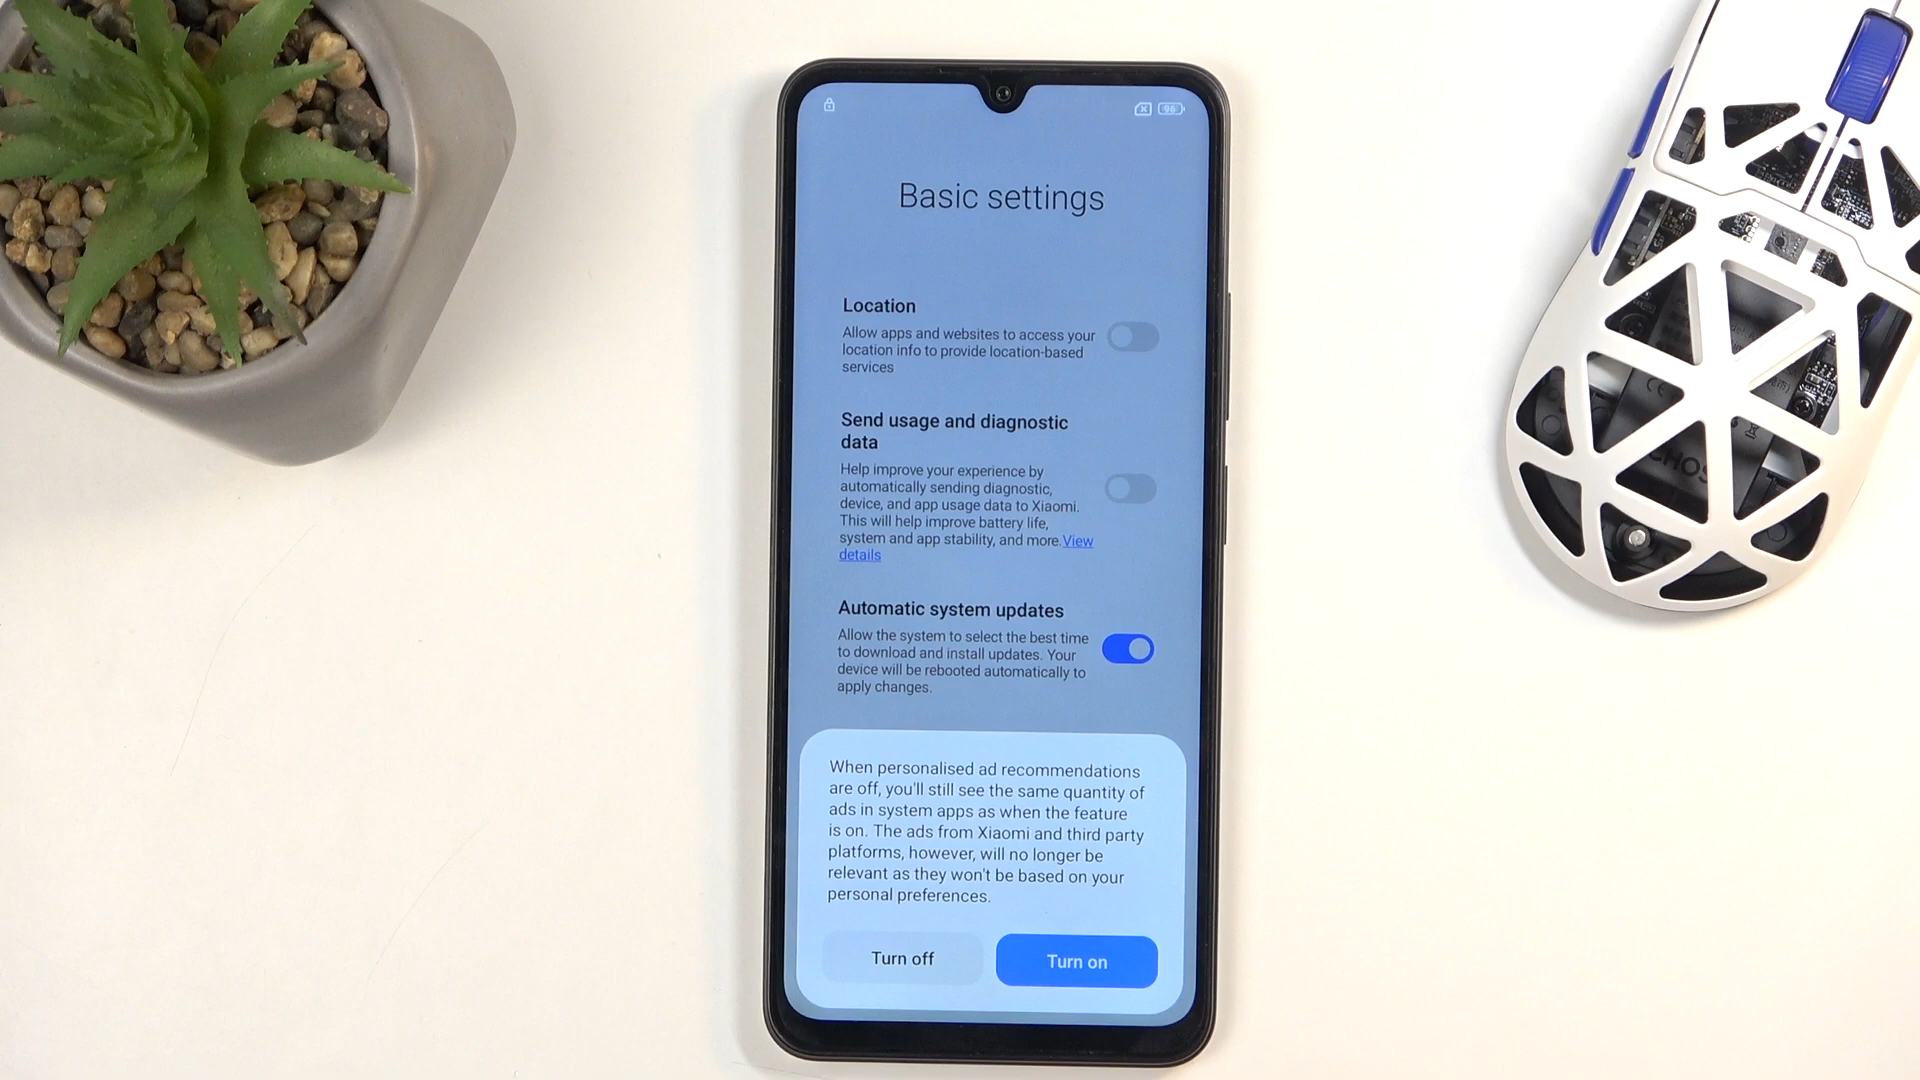 96
Basic settings
Location
Allow apps and websites to access your
location info to provide location-based
services
Send usage and diagnostic
data
Help improve your experience by
automatically sending diagnostic,
device, and app usage data to Xiaomi.
This will help improve battery life,
system and app stability, and more.View
details
Automatic system updates
Allow the system to select the best time
to download and install updates. Your
device will be rebooted automatically to
apply changes.
When personalised ad recommendations
are off, you'll still see the same quantity of
ads in system apps as when the feature
is on. The ads from Xiaomi and third party
platforms, however, will no longer be
relevant as they won't be based on your
personal preferences.
Turn off
Turn on